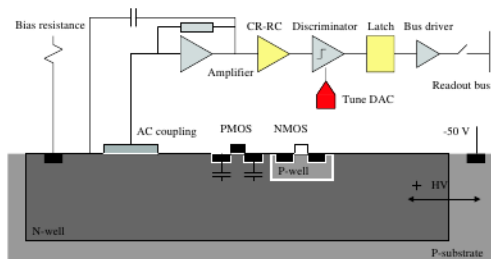 Bias resistance
CR-RC
Discriminator
Latch
Bus driver
Amplifier
Readout bus
Tune DAC
AC coupling
PMOS
NMOS
-50 V
P-well
+ HV
N-well
P-substrate